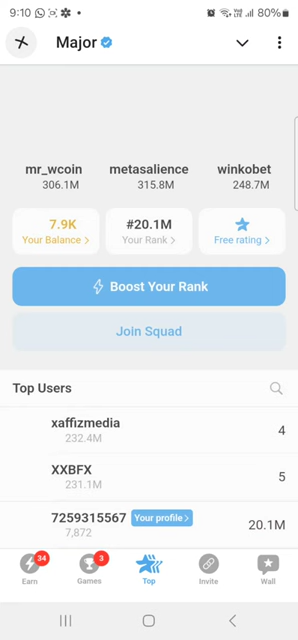 9:10
80%
Major
mr_wcoin
metasalience
winkobet
306.1M
315.8M
248.7M
7.9K
#20.1M
Your Balance >
Your Rank >
Free rating >
Boost Your Rank
Join Squad
Top Users
xaffizmedia
232.4M
4
XXBFX
231.1M
5
7259315567 Your profile >
7,872
20.1M
34
3
Earn
Games
Top
Invite
Wall